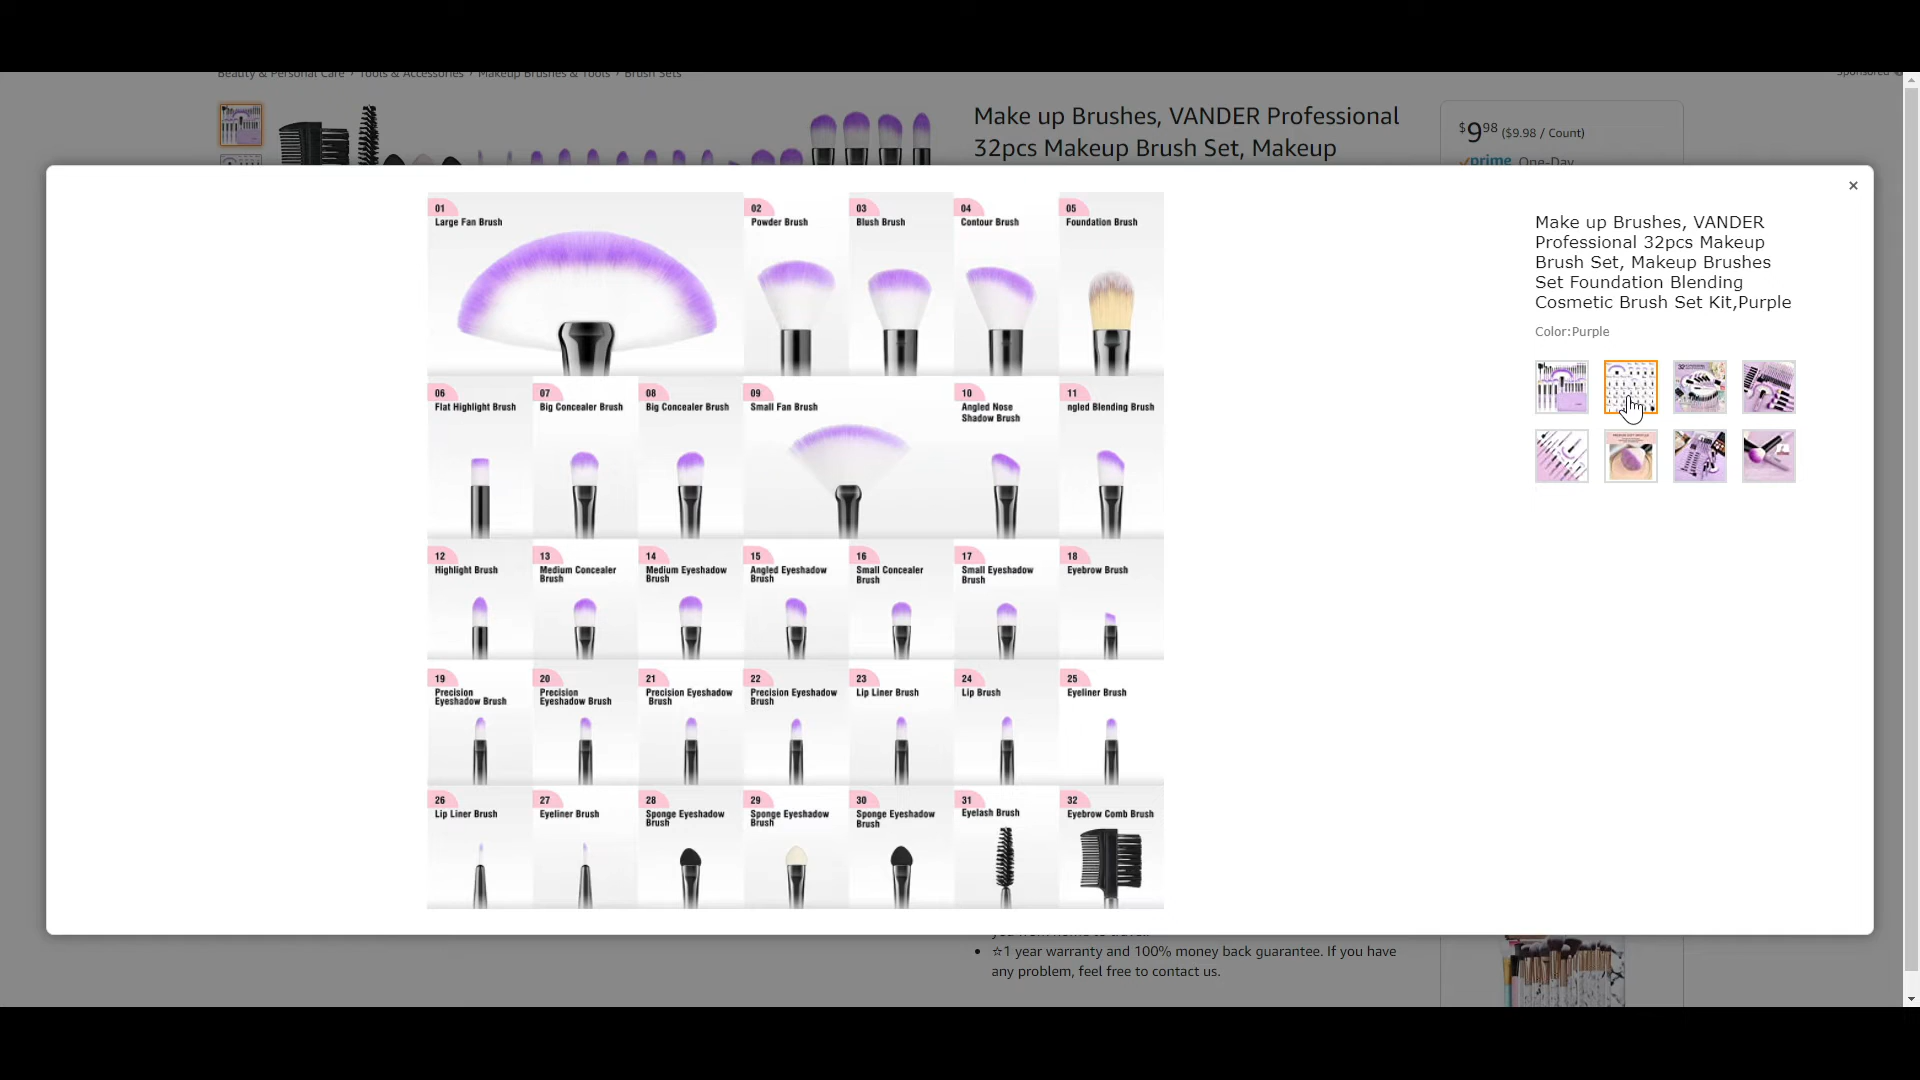 Beauty & Personal Care › Tools & Accessories › Makeup Brushes & Tools › Brush Sets
Sponsored
Make up Brushes, VANDER Professional
32pcs Makeup Brush Set, Makeup
$9.98 ($9.98 / Count)
prime One-Day
×
01
Large Fan Brush
02
Powder Brush
03
Blush Brush
04
Contour Brush
05
Foundation Brush
06
Flat Highlight Brush
07
Big Concealer Brush
08
Big Concealer Brush
09
Small Fan Brush
10
Angled Nose
Shadow Brush
11
ngled Blending Brush
12
Highlight Brush
13
Medium Concealer
Brush
14
Medium Eyeshadow
Brush
15
Angled Eyeshadow
Brush
16
Small Concealer
Brush
17
Small Eyeshadow
Brush
18
Eyebrow Brush
19
Precision
Eyeshadow Brush
20
Precision
Eyeshadow Brush
21
Precision Eyeshadow
Brush
22
Precision Eyeshadow
Brush
23
Lip Liner Brush
24
Lip Brush
25
Eyeliner Brush
26
Lip Liner Brush
27
Eyeliner Brush
28
Sponge Eyeshadow
Brush
29
Sponge Eyeshadow
Brush
30
Sponge Eyeshadow
Brush
31
Eyelash Brush
32
Eyebrow Comb Brush
Make up Brushes, VANDER
Professional 32pcs Makeup
Brush Set, Makeup Brushes
Set Foundation Blending
Cosmetic Brush Set Kit,Purple
Color:Purple
• ☆1 year warranty and 100% money back guarantee. If you have
any problem, feel free to contact us.